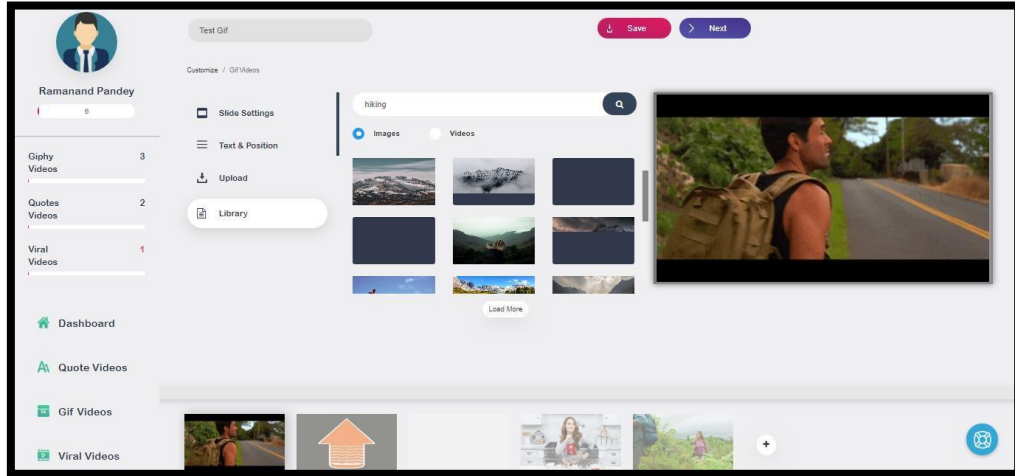 Test Gif
Save
Next
Customize / Gif Videos
Ramanand Pandey
6
Giphy 3
Videos
Quotes 2
Videos
Viral 1
Videos
Dashboard
Quote Videos
Gif Videos
Viral Videos
Slide Settings
Text & Position
Upload
Library
hiking
Images
Videos
Load More
+